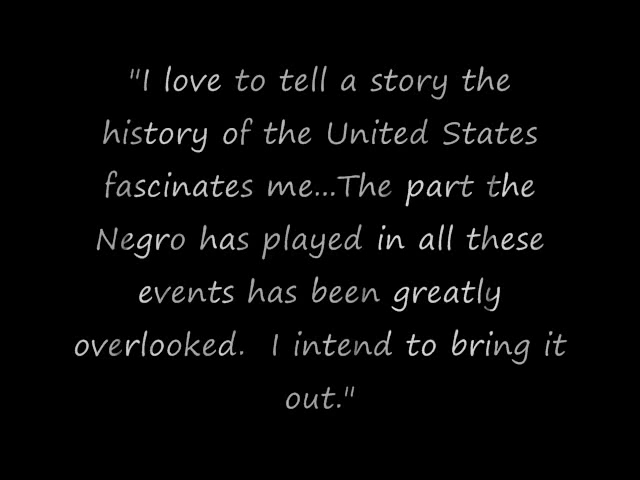 "I love to tell a story the
history of the United States
fascinates me...The part the
Negro has played in all these
events has been greatly
overlooked.  I intend to bring it
out."